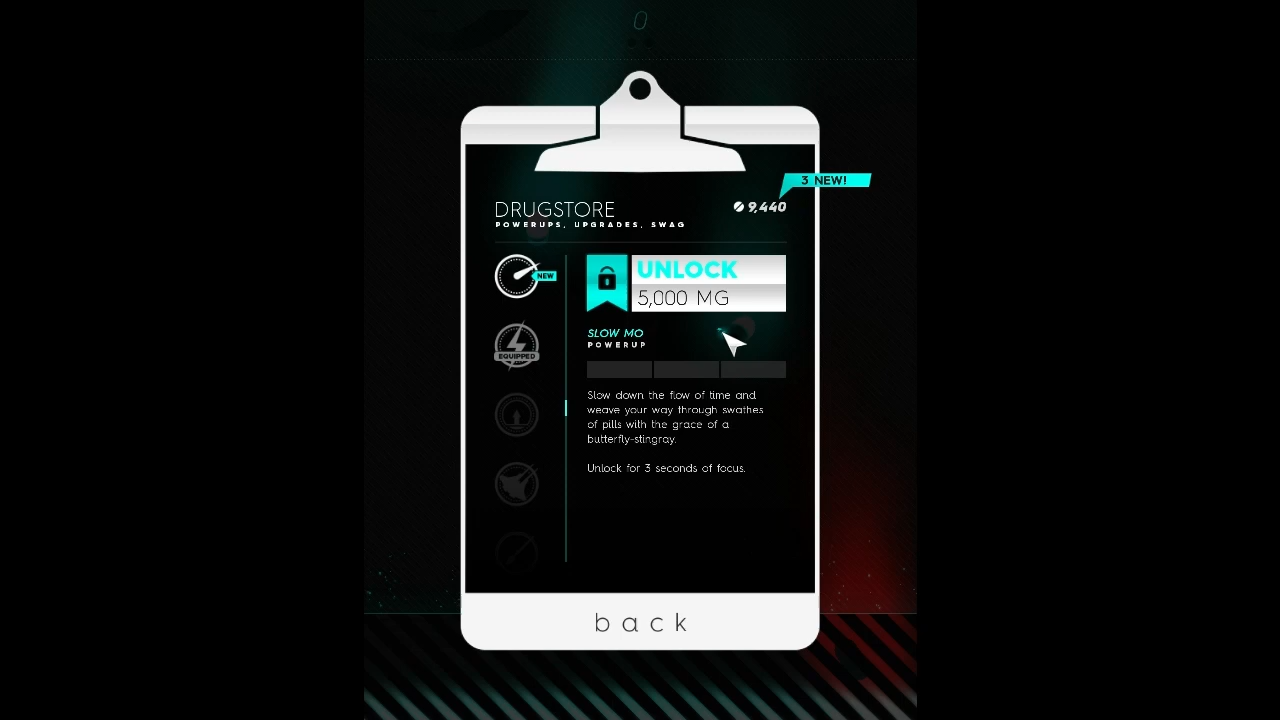 0
3 NEW!
DRUGSTORE
9,440
POWERUPS, UPGRADES, SWAG
NEW
UNLOCK
5,000 MG
SLOW MO
POWERUP
EQUIPPED
Slow down the flow of time and
weave your way through swathes
of pills with the grace of a
butterfly-stingray.
Unlock for 3 seconds of focus.
back